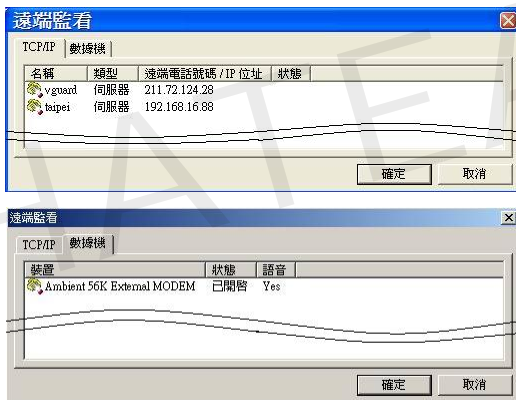 遠端監看
TCP/IP 數據機
名稱 類型 遠端電話號碼 / IP 位址 狀態
vguard 伺服器 211.72.124.28
taipei 伺服器 192.168.16.88
確定 取消
遠端監看
TCP/IP 數據機
裝置 狀態 語音
Ambient 56K External MODEM 已開啓 Yes
確定 取消